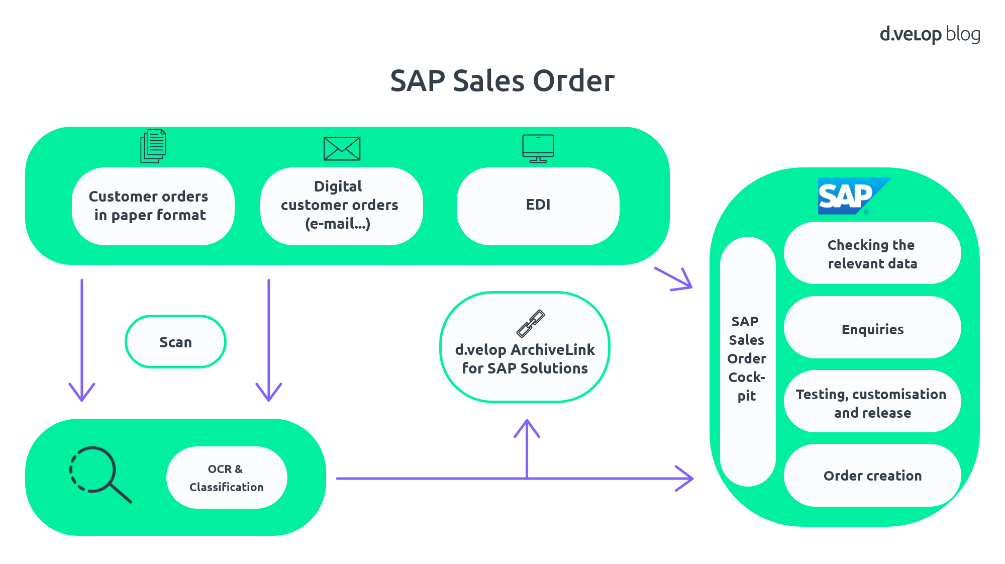 d.velop blog
SAP Sales Order
Customer orders
in paper format
Digital
customer orders
(e-mail...)
EDI
Scan
d.velop ArchiveLink
for SAP Solutions
OCR &
Classification
SAP
SAP
Sales
Order
Cock-
pit
Checking the
relevant data
Enquiries
Testing, customisation
and release
Order creation